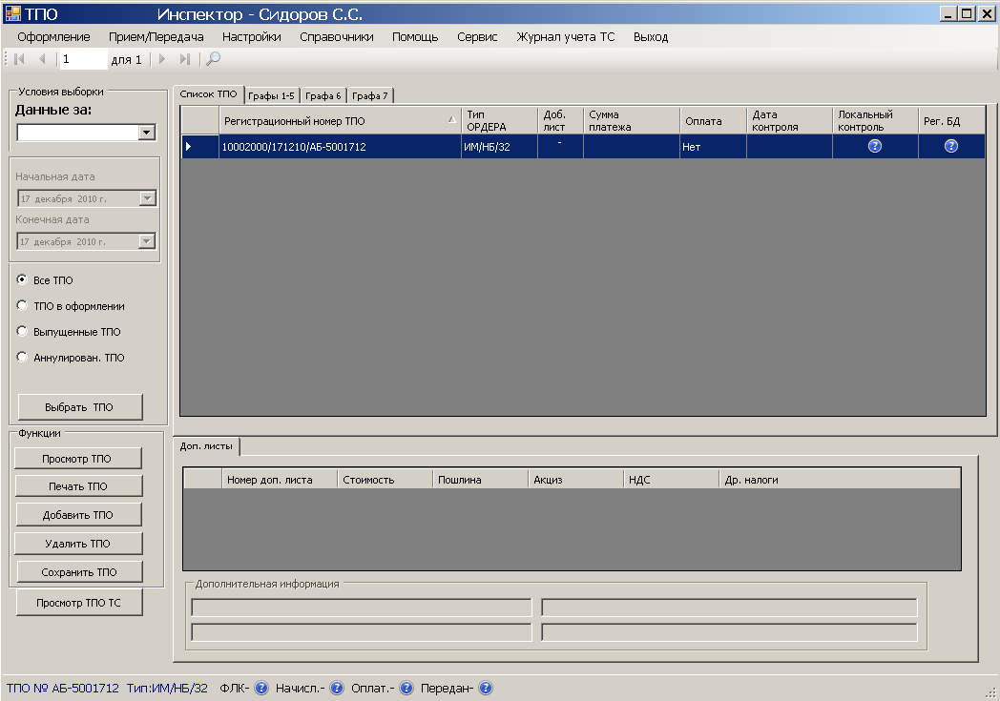 ТПО Инспектор - Сидоров С.С.
Оформление Прием/Передача Настройки Справочники Помощь Сервис Журнал учета ТС Выход
1 для 1
Условия выборки
Данные за:
Начальная дата
17 декабря 2010 г.
Конечная дата
17 декабря 2010 г.
Все ТПО
ТПО в оформлении
Выпущенные ТПО
Аннулирован. ТПО
Выбрать ТПО
Функции
Просмотр ТПО
Печать ТПО
Добавить ТПО
Удалить ТПО
Сохранить ТПО
Просмотр ТПО ТС
Список ТПО Графы 1-5 Графа 6 Графа 7
Регистрационный номер ТПО
Тип
ОРДЕРА
Доб.
лист
Сумма
платежа
Оплата
Дата
контроля
Локальный
контроль
Рег. БД
10002000/171210/АБ-5001712 ИМ/НБ/32 - Нет ? ?
Доп. листы
Номер доп. листа Стоимость Пошлина Акциз НДС Др. налоги
Дополнительная информация
ТПО № АБ-5001712 Тип:ИМ/НБ/32 ФЛК- ? Начисл.- ? Оплат.- ? Передан- ?